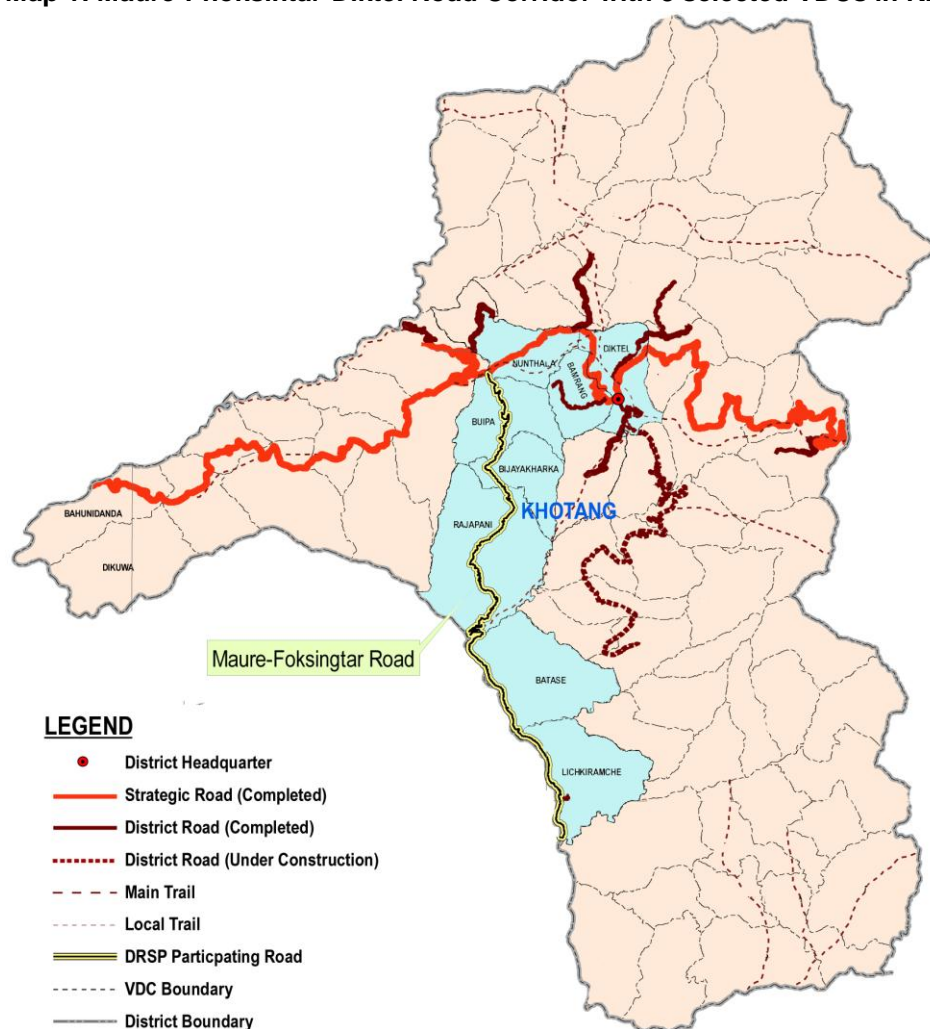 DIKTEL
NUNTHALA
BAMRANG
BUIPA
BIJAYAKHARKA
KHOTANG
RAJAPANI
BAHUNIDANDA
DIKUWA
Maure-Foksingtar Road
BATASE
LICHKIRAMCHE
LEGEND
District Headquarter
Strategic Road (Completed)
District Road (Completed)
District Road (Under Construction)
Main Trail
Local Trail
DRSP Particpating Road
VDC Boundary
District Boundary